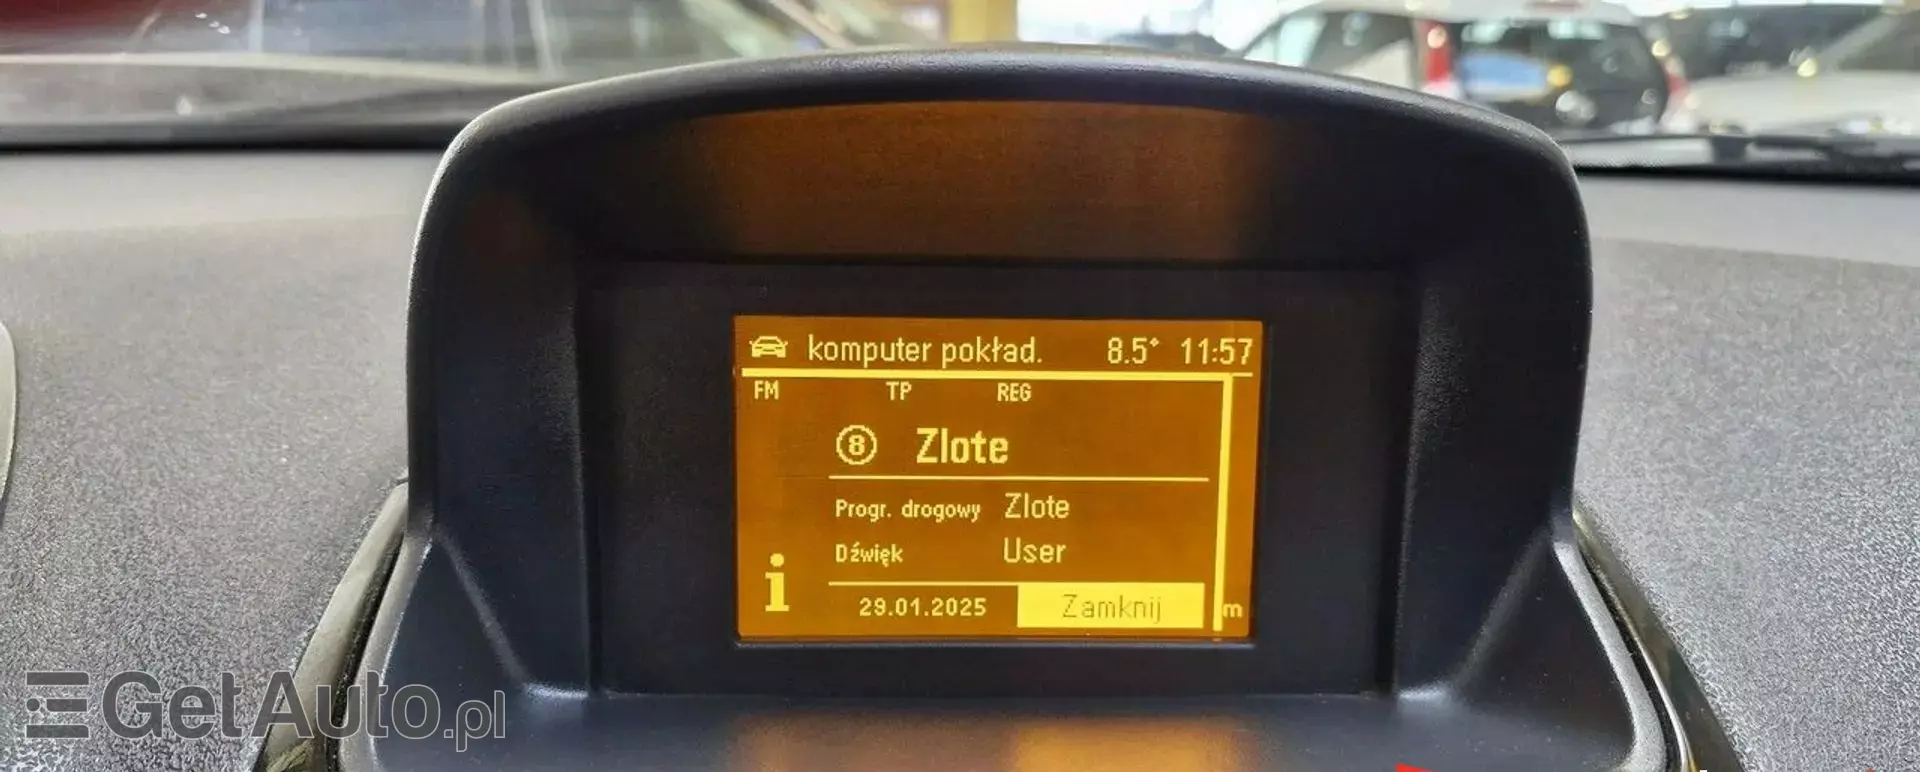 komputer pokład. 8.5° 11:57
FM TP REG
8 Zlote
Progr. drogowy Zlote
Dźwięk User
i
29.01.2025 Zamknij m
GetAuto.pl